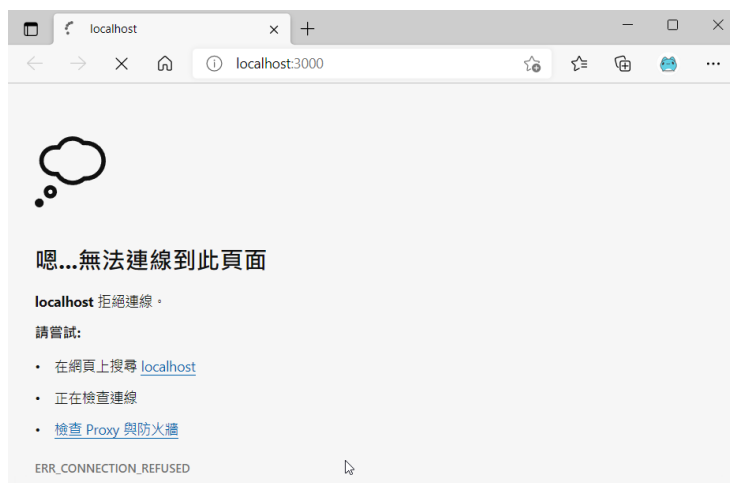 localhost
localhost:3000
嗯...無法連線到此頁面
localhost 拒絕連線。
請嘗試:
• 在網頁上搜尋 localhost
• 正在檢查連線
• 檢查 Proxy 與防火牆
ERR_CONNECTION_REFUSED